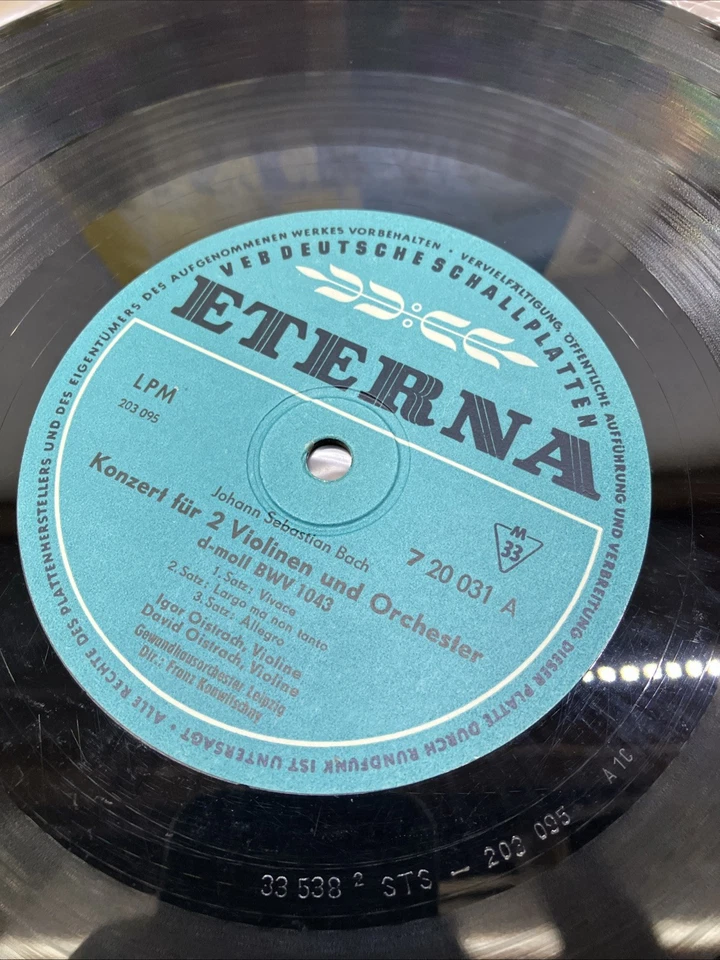 ALLE RECHTE DES PLATTENHERSTELLERS UND DES EIGENTÜMERS DES AUFGENOMMENEN WERKES VORBEHALTEN · VERVIELFÄLTIGUNG, ÖFFENTLICHE AUFFÜHRUNG UND VERBREITUNG DIESER PLATTE DURCH RUNDFUNK IST UNTERSAGT ·
VEB DEUTSCHE SCHALLPLATTEN
ETERNA
LPM
203 095
M
33
7 20 031 A
Johann Sebastian Bach
Konzert für 2 Violinen und Orchester
d-moll BWV 1043
1. Satz: Vivace
2. Satz: Largo ma non tanto
3. Satz: Allegro
Igor Oistrach, Violine
David Oistrach, Violine
Gewandhausorchester Leipzig
Dir.: Franz Konwitschny
33 538 2 STS – 203 095 A 1C